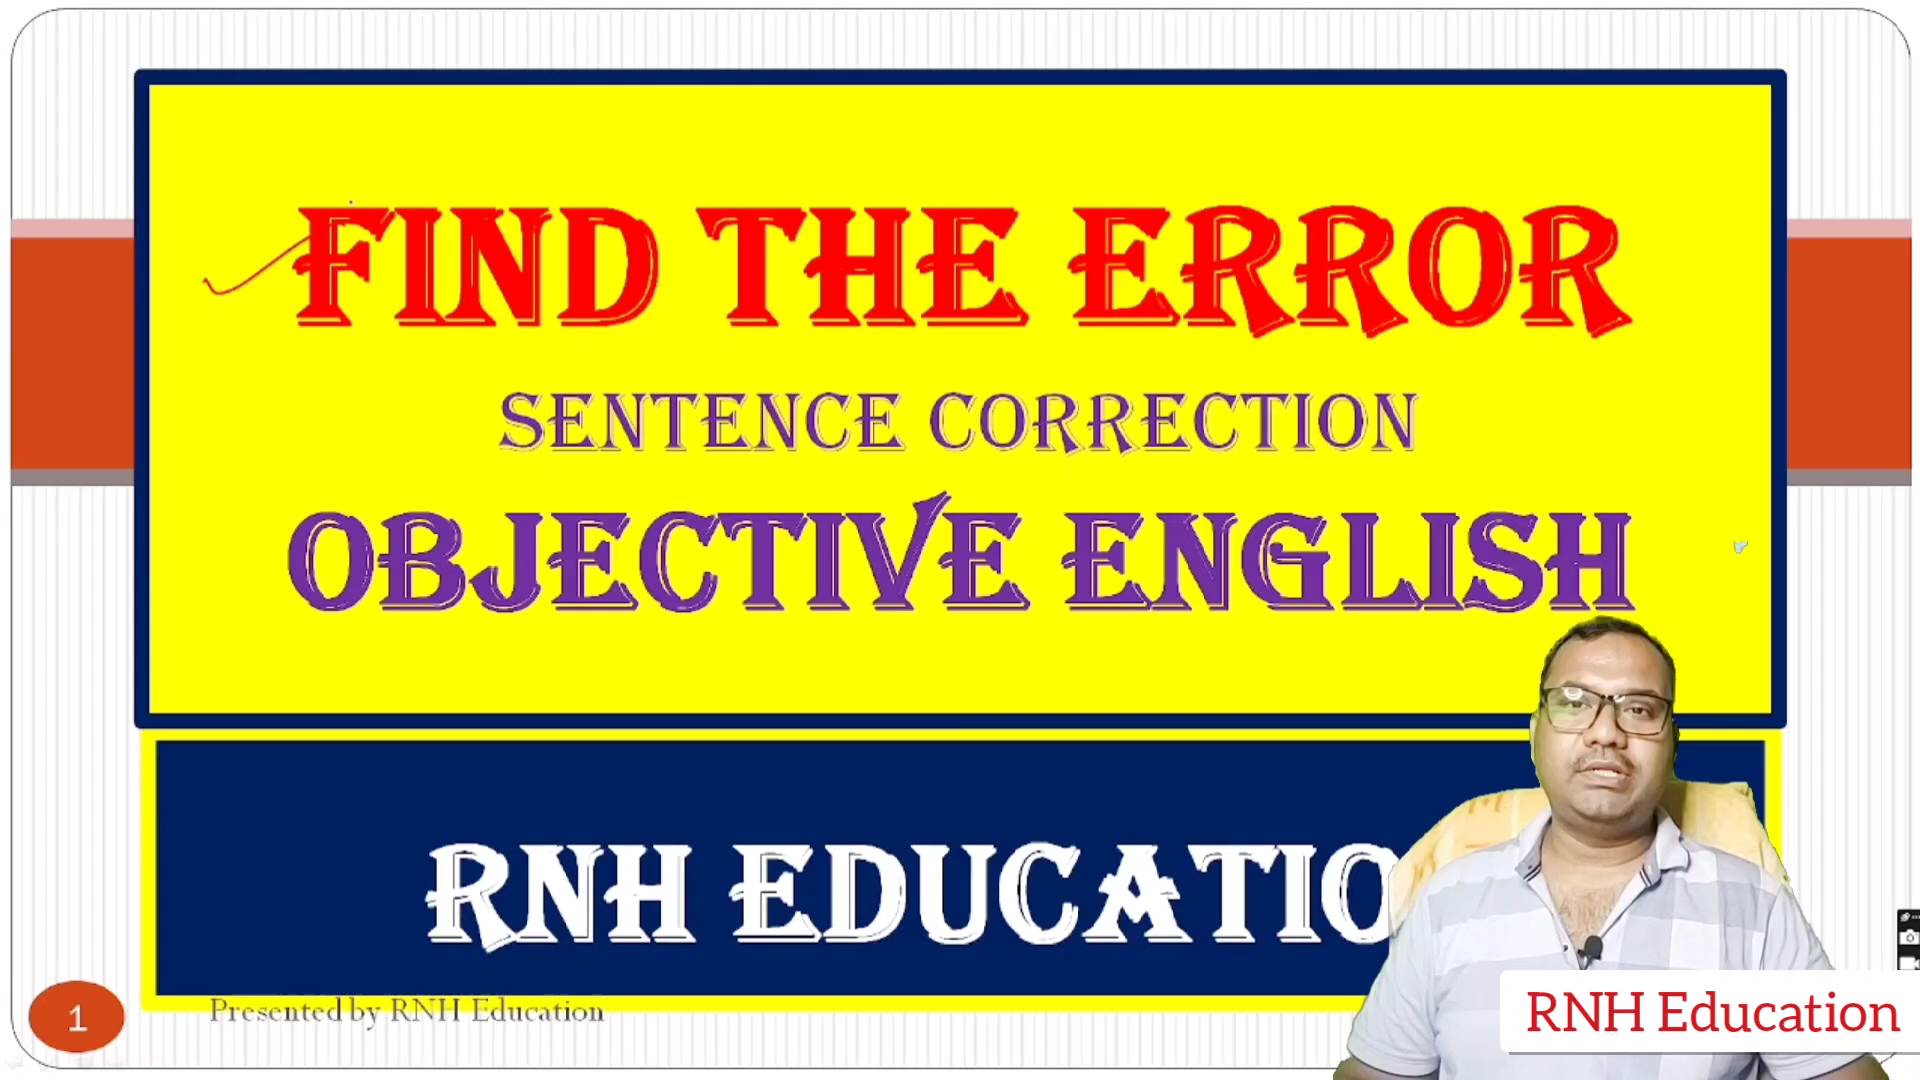 FIND THE ERROR
SENTENCE CORRECTION
OBJECTIVE ENGLISH
RNH EDUCATIO
1
Presented by RNH Education
RNH Education